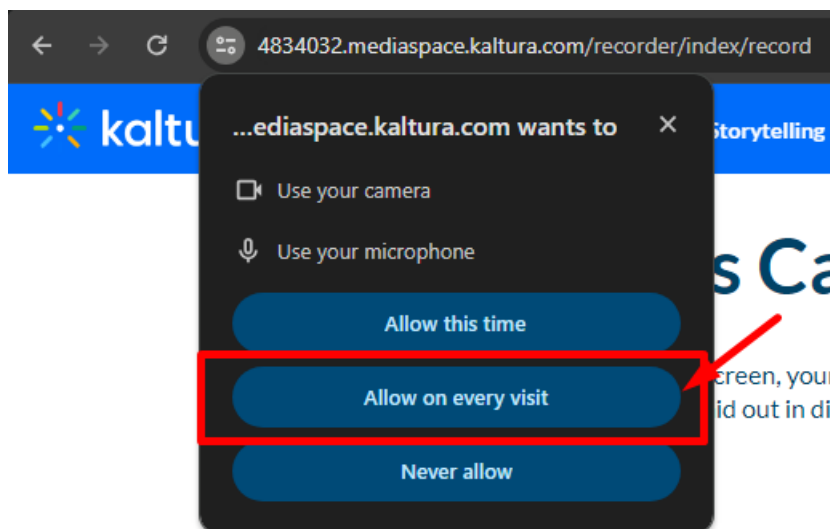 4834032.mediaspace.kaltura.com/recorder/index/record
kaltu
...ediaspace.kaltura.com wants to
Storytelling
Use your camera
Use your microphone
s Ca
Allow this time
creen, your
Allow on every visit
id out in di
Never allow